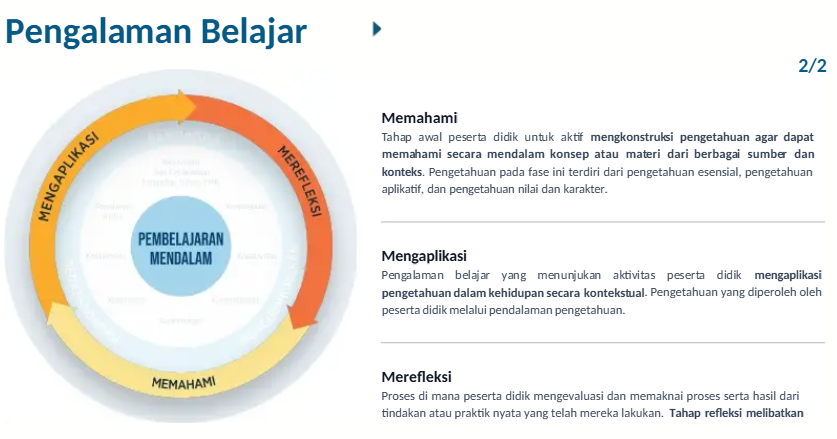 Pengalaman Belajar
2/2
MENGAPLIKASI
MEREFLEKSI
PEMBELAJARAN
MENDALAM
MEMAHAMI
Memahami
Tahap awal peserta didik untuk aktif mengkonstruksi pengetahuan agar dapat
memahami secara mendalam konsep atau materi dari berbagai sumber dan
konteks. Pengetahuan pada fase ini terdiri dari pengetahuan esensial, pengetahuan
aplikatif, dan pengetahuan nilai dan karakter.
Mengaplikasi
Pengalaman belajar yang menunjukan aktivitas peserta didik mengaplikasi
pengetahuan dalam kehidupan secara kontekstual. Pengetahuan yang diperoleh oleh
peserta didik melalui pendalaman pengetahuan.
Merefleksi
Proses di mana peserta didik mengevaluasi dan memaknai proses serta hasil dari
tindakan atau praktik nyata yang telah mereka lakukan. Tahap refleksi melibatkan